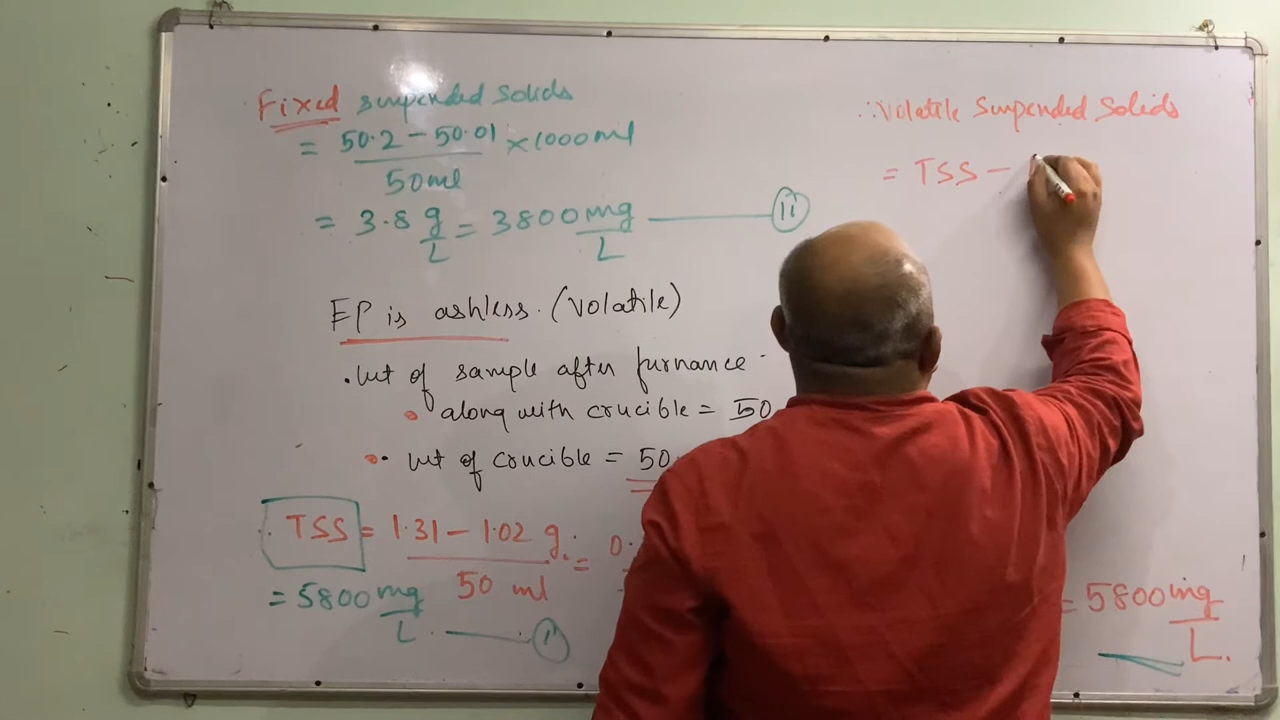 Fixed suspended solids
= 50.2 - 50.01 × 1000 ml
50 ml
= 3.8 g/L = 3800 mg/L ——— (ii)
FP is ashless. (volatile)
• wt of sample after furnance
• along with crucible = 50
• wt of crucible = 50
TSS = 1.31 - 1.02 g. = 0.
50 ml
= 5800 mg/L. ——— (i)
∴ Volatile Suspended Solids
= TSS -
= 5800 mg/L.